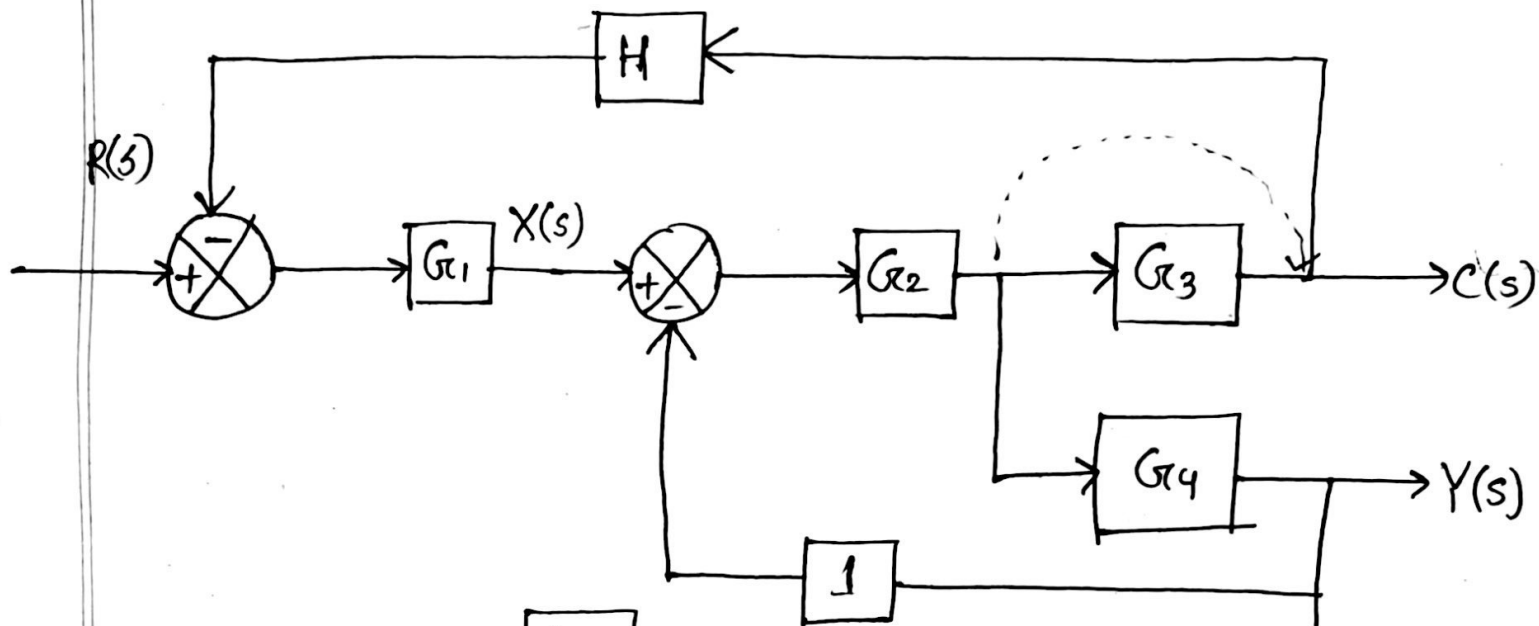 H
R(s)
-
+
G1
X(s)
+
-
G2
G3
C(s)
G4
Y(s)
1